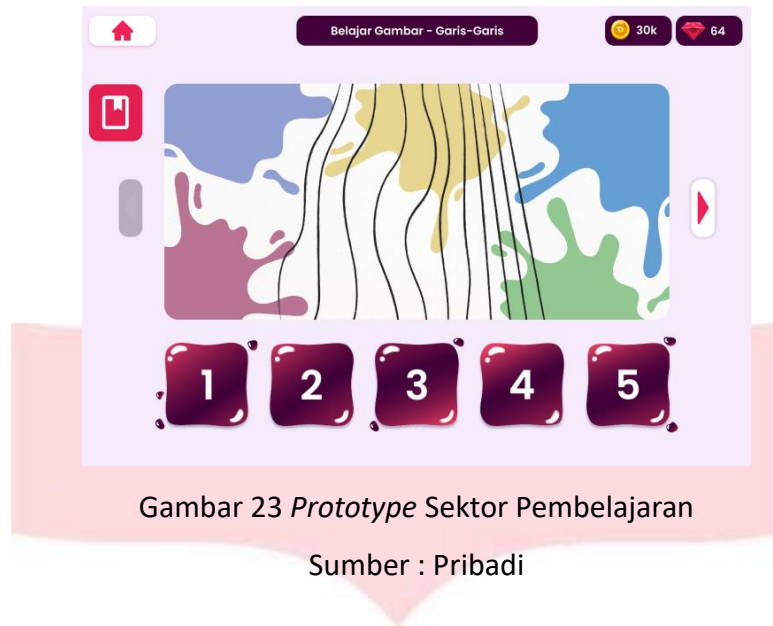 Belajar Gambar - Garis-Garis
30k
64
1 2 3 4 5
Gambar 23 Prototype Sektor Pembelajaran
Sumber : Pribadi